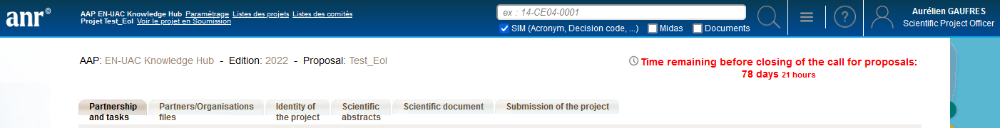 anr©
AAP EN-UAC Knowledge Hub Paramétrage Listes des projets Listes des comités
Projet Test_Eol Voir le projet en Soumission
ex : 14-CE04-0001
SIM (Acronym, Decision code, ...) Midas Documents
?
Aurélien GAUFRES
Scientific Project Officer
AAP: EN-UAC Knowledge Hub - Edition: 2022 - Proposal: Test_Eol
Time remaining before closing of the call for proposals:
78 days 21 hours
Partnership
and tasks
Partners/Organisations
files
Identity of
the project
Scientific
abstracts
Scientific document
Submission of the project